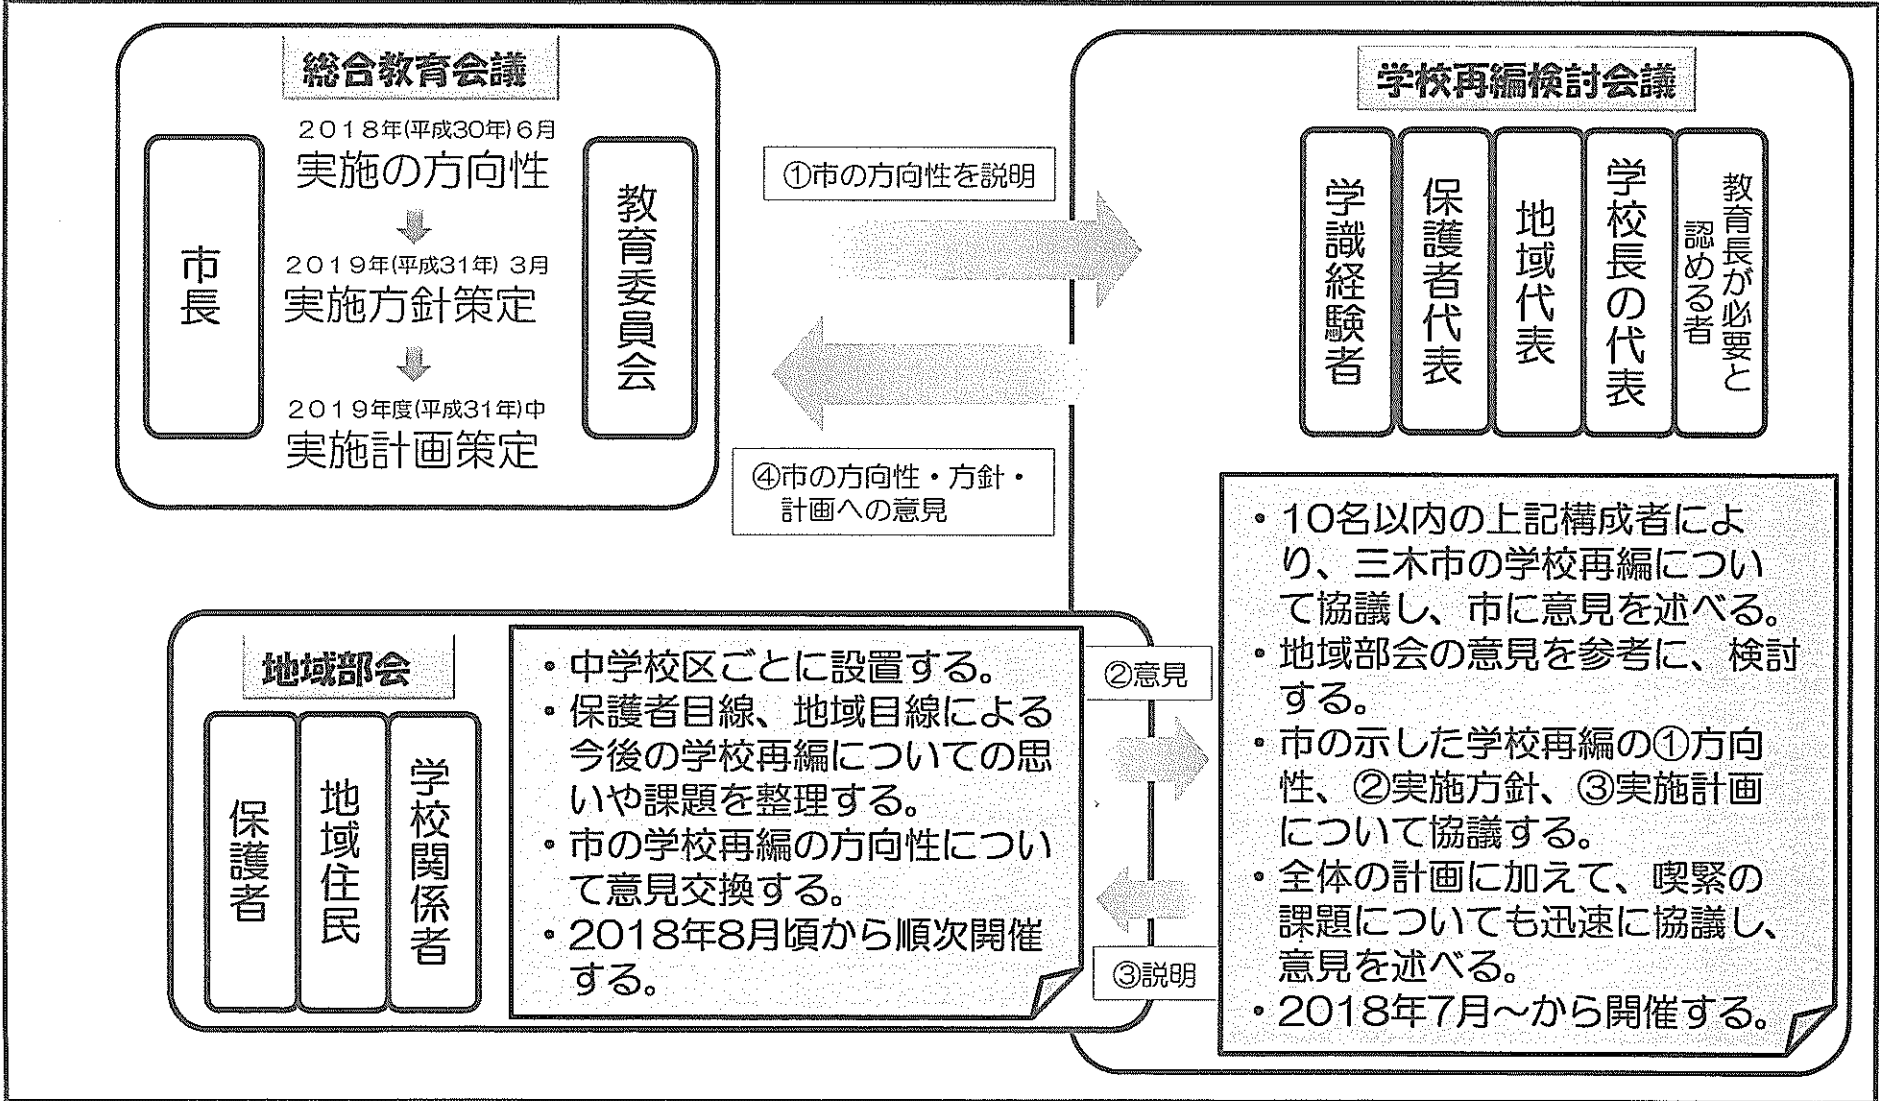 総合教育会議
2018年(平成30年)6月
実施の方向性
2019年(平成31年) 3月
実施方針策定
2019年度(平成31年)中
実施計画策定
市長
教育委員会
①市の方向性を説明
④市の方向性・方針・
計画への意見
学校再編検討会議
学識経験者
保護者代表
地域代表
学校長の代表
教育長が必要と
認める者
・10名以内の上記構成者によ
り、三木市の学校再編につい
て協議し、市に意見を述べる。
・地域部会の意見を参考に、検討
する。
・市の示した学校再編の①方向
性、②実施方針、③実施計画
について協議する。
・全体の計画に加えて、喫緊の
課題についても迅速に協議し、
意見を述べる。
・2018年7月～から開催する。
地域部会
保護者
地域住民
学校関係者
・中学校区ごとに設置する。
・保護者目線、地域目線による
今後の学校再編についての思
いや課題を整理する。
・市の学校再編の方向性につい
て意見交換する。
・2018年8月頃から順次開催
する。
②意見
③説明